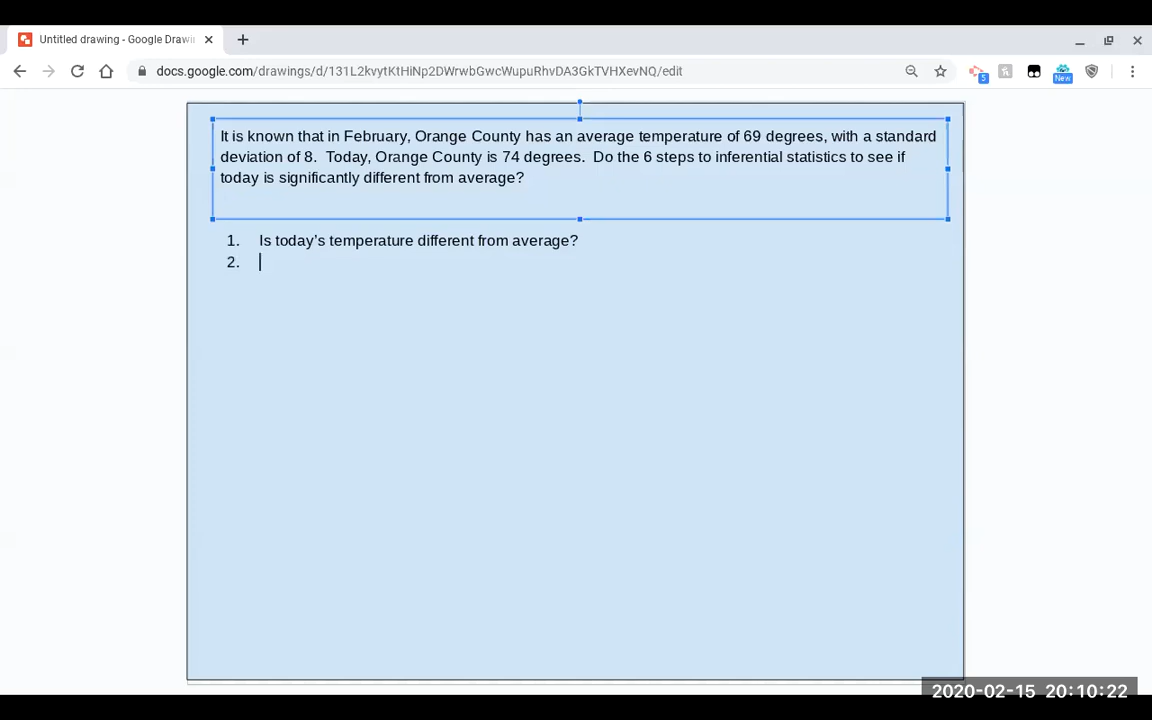 Untitled drawing - Google Drawi
docs.google.com/drawings/d/131L2kvytKtHiNp2DWrwbGwcWupuRhvDA3GkTVHXevNQ/edit
5
New
It is known that in February, Orange County has an average temperature of 69 degrees, with a standard
deviation of 8.  Today, Orange County is 74 degrees.  Do the 6 steps to inferential statistics to see if
today is significantly different from average?
1. Is today's temperature different from average?
2.
2020-02-15 20:10:22